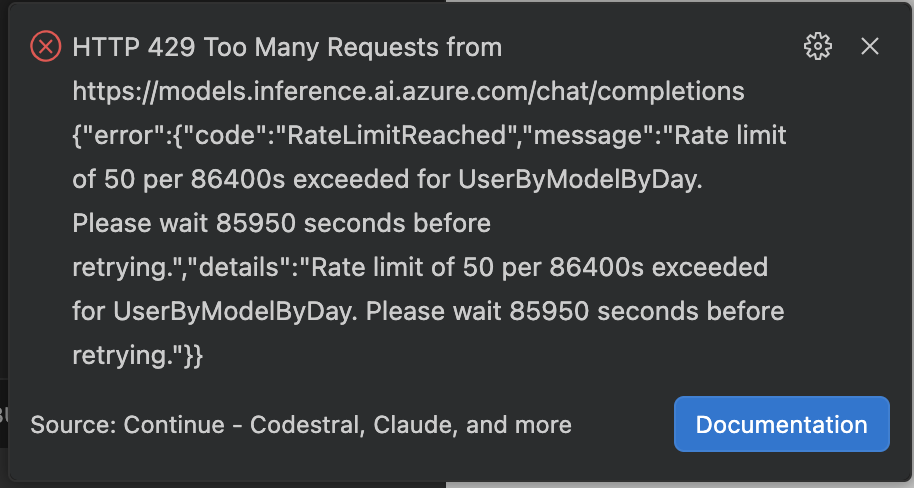 HTTP 429 Too Many Requests from
https://models.inference.ai.azure.com/chat/completions
{"error":{"code":"RateLimitReached","message":"Rate limit
of 50 per 86400s exceeded for UserByModelByDay.
Please wait 85950 seconds before
retrying.","details":"Rate limit of 50 per 86400s exceeded
for UserByModelByDay. Please wait 85950 seconds before
retrying."}}
Source: Continue - Codestral, Claude, and more
Documentation